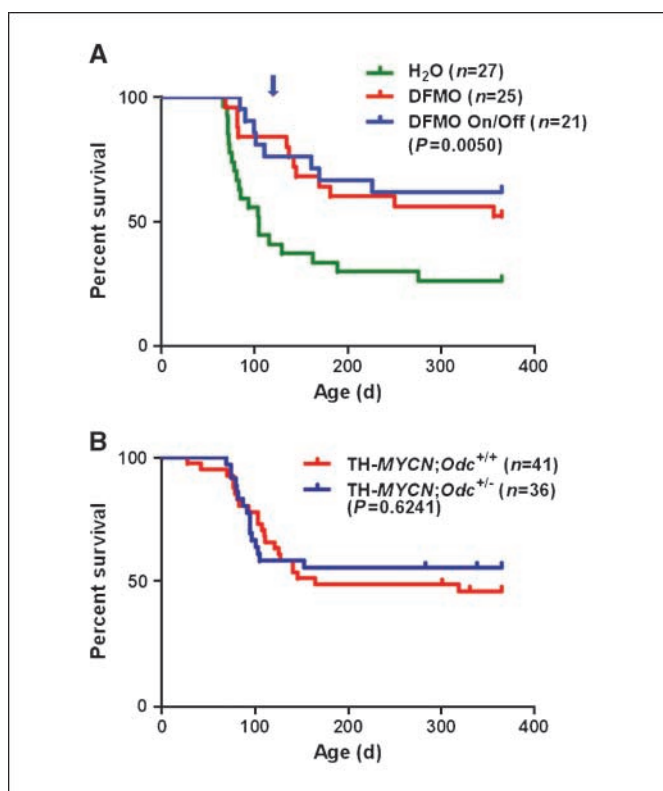 A
H₂O (n=27)
DFMO (n=25)
DFMO On/Off (n=21)
(P=0.0050)
100
50
0
Percent survival
0 100 200 300 400
Age (d)
B
TH-MYCN;Odc⁺/⁺ (n=41)
TH-MYCN;Odc⁺/⁻ (n=36)
(P=0.6241)
100
50
0
Percent survival
0 100 200 300 400
Age (d)